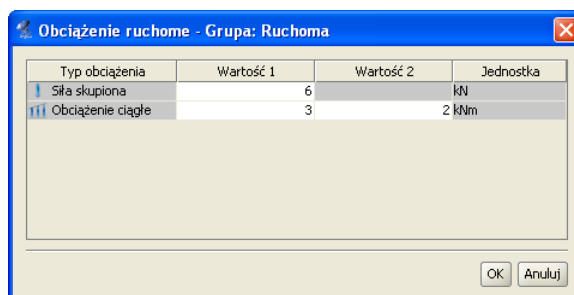 Obciążenie ruchome - Grupa: Ruchoma
Typ obciążenia Wartość 1 Wartość 2 Jednostka
Siła skupiona 6 kN
Obciążenie ciągłe 3 2 kNm
OK Anuluj